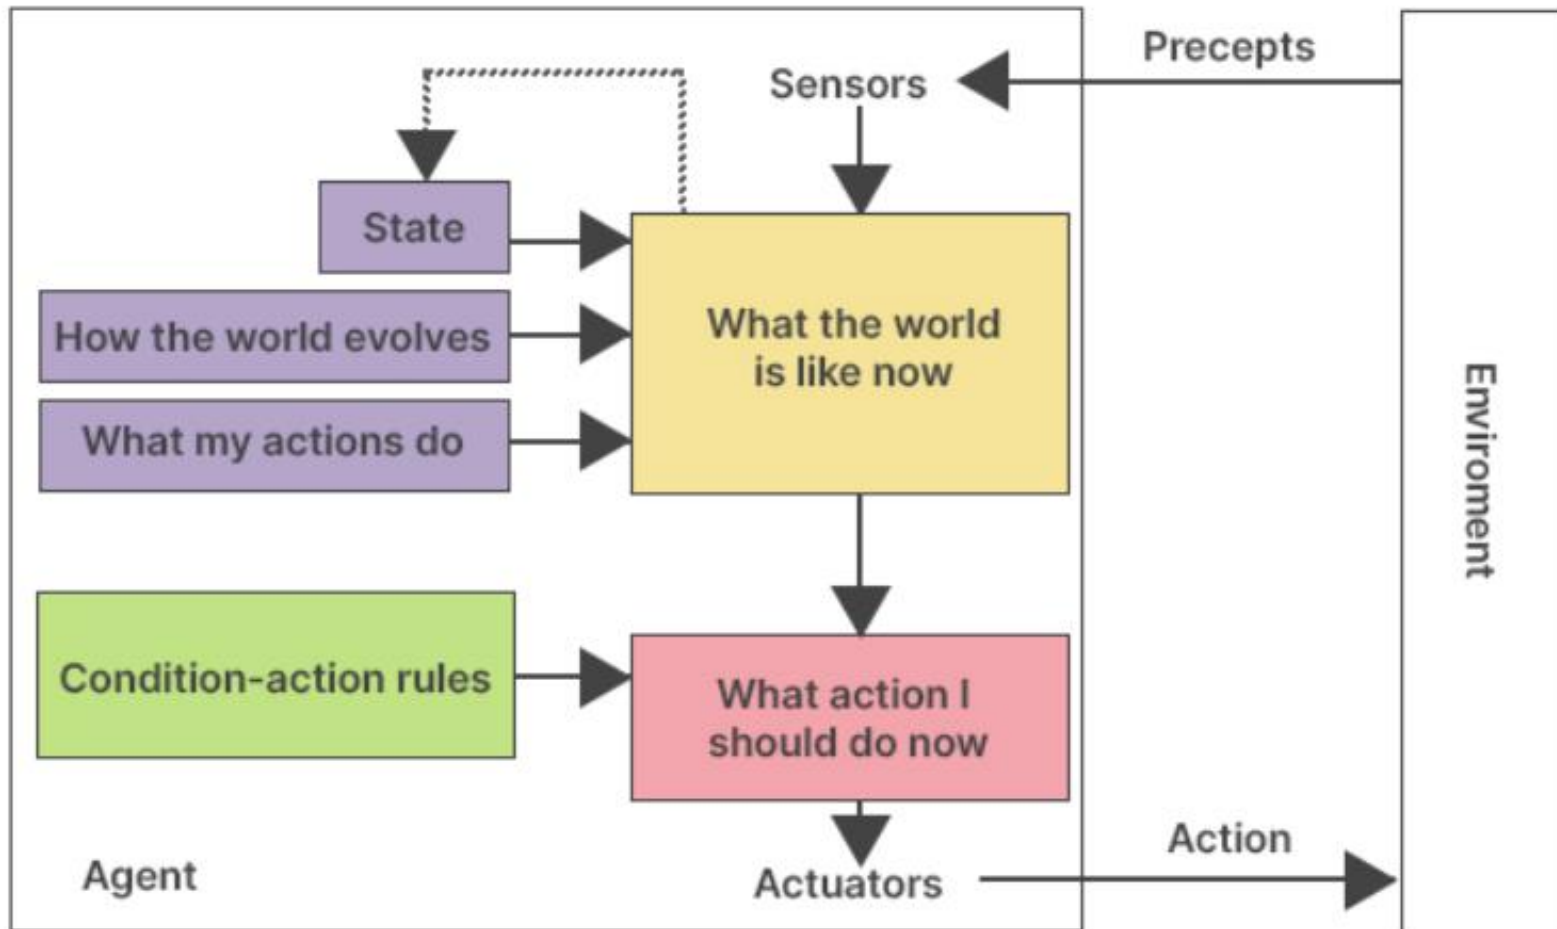 Precepts
Sensors
State
How the world evolves
What the world
is like now
What my actions do
Enviroment
Condition-action rules
What action I
should do now
Action
Agent
Actuators